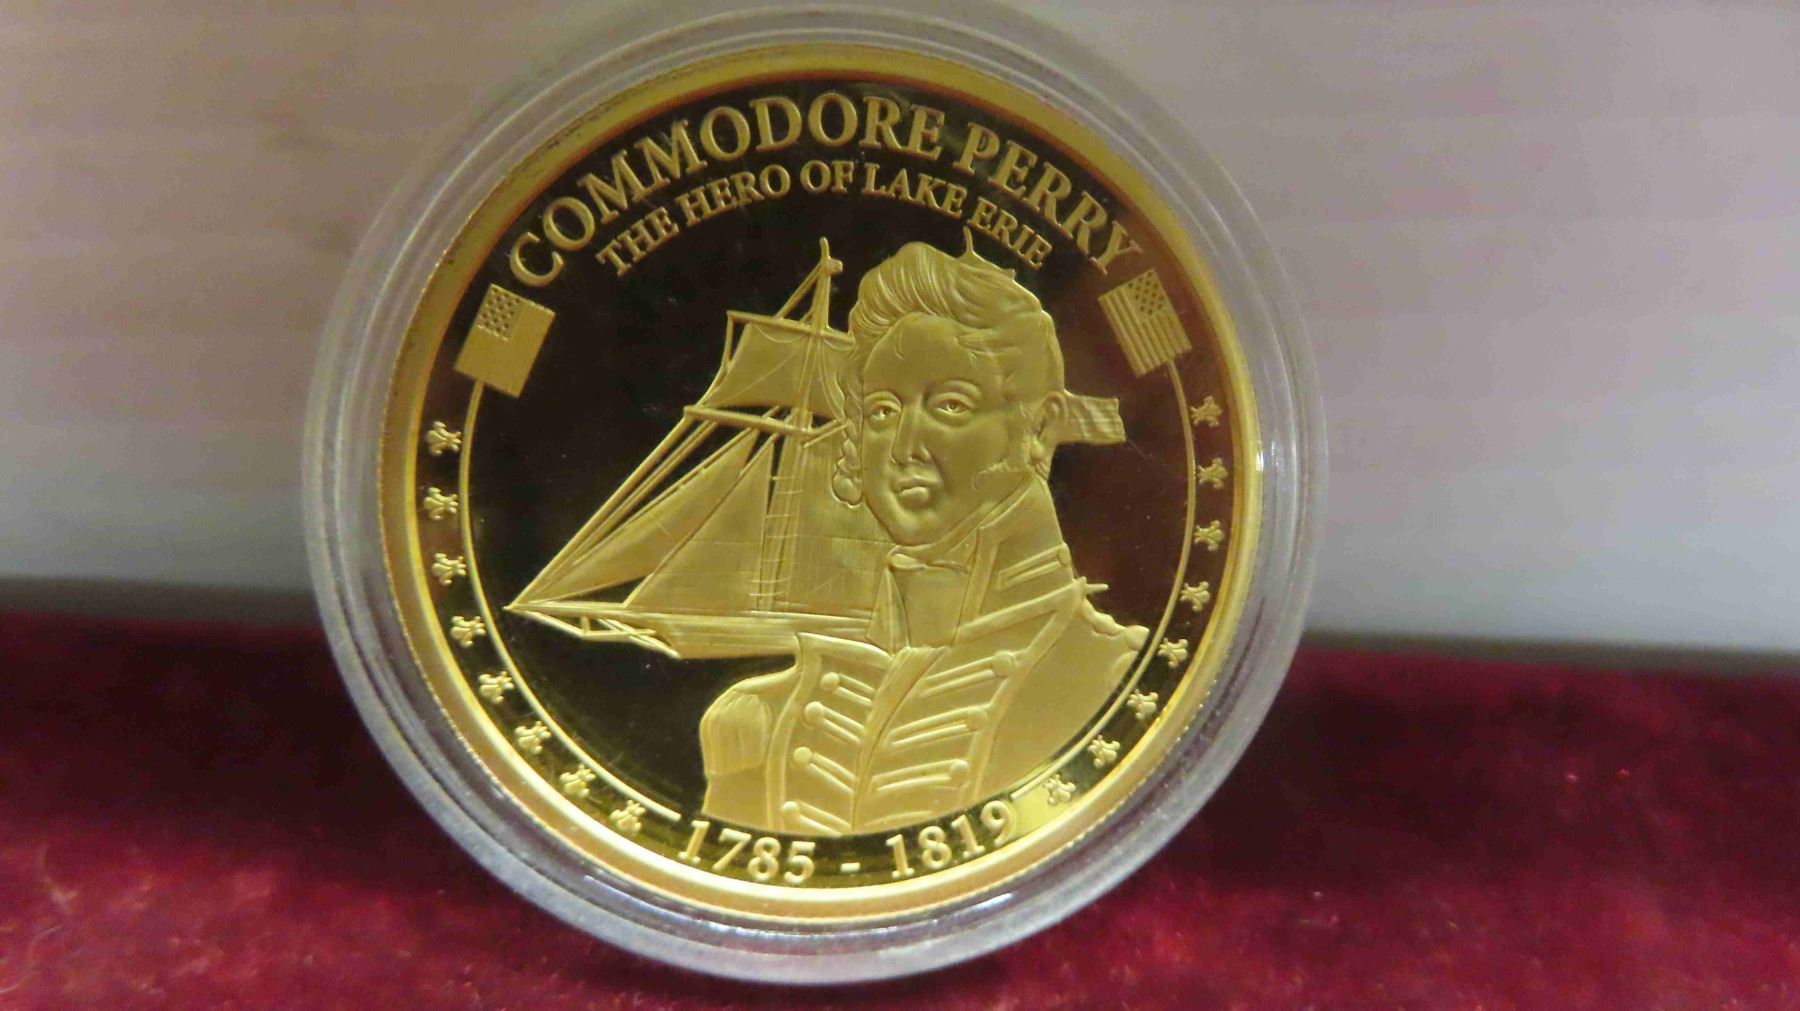 COMMODORE PERRY
THE HERO OF LAKE ERIE
1785 - 1819